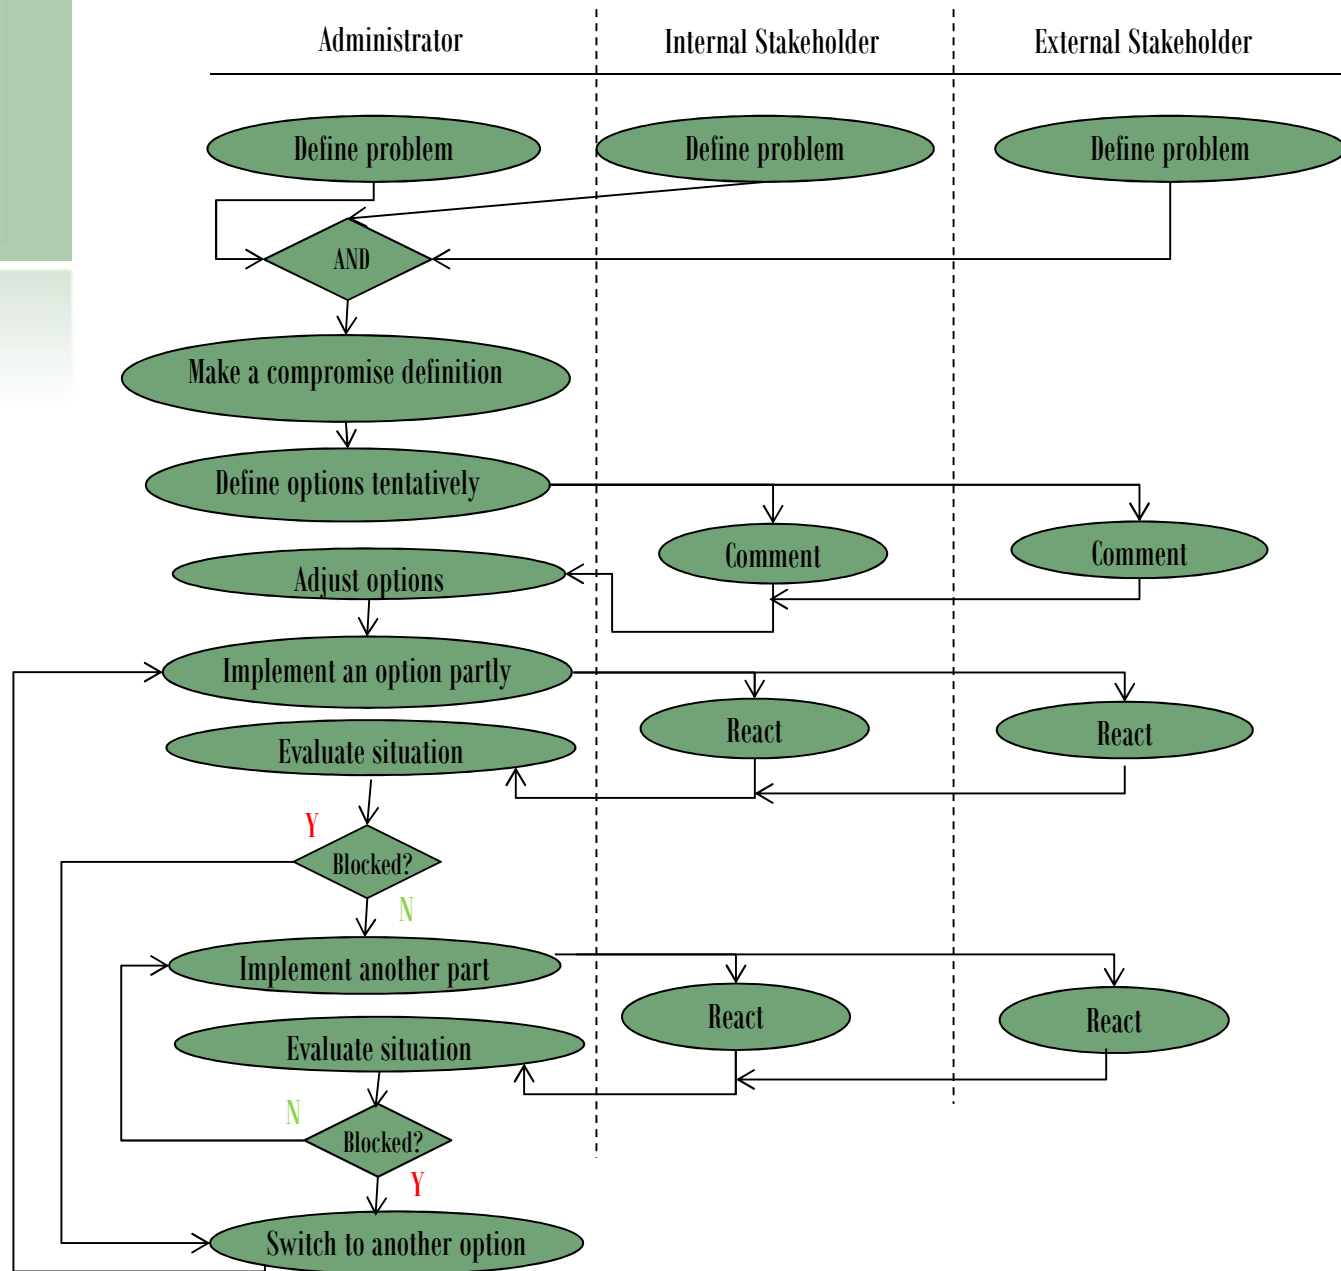 Administrator
Internal Stakeholder
External Stakeholder
Define problem
Define problem
Define problem
AND
Make a compromise definition
Define options tentatively
Comment
Comment
Adjust options
Implement an option partly
React
React
Evaluate situation
Y
Blocked?
N
Implement another part
React
React
Evaluate situation
N
Blocked?
Y
Switch to another option